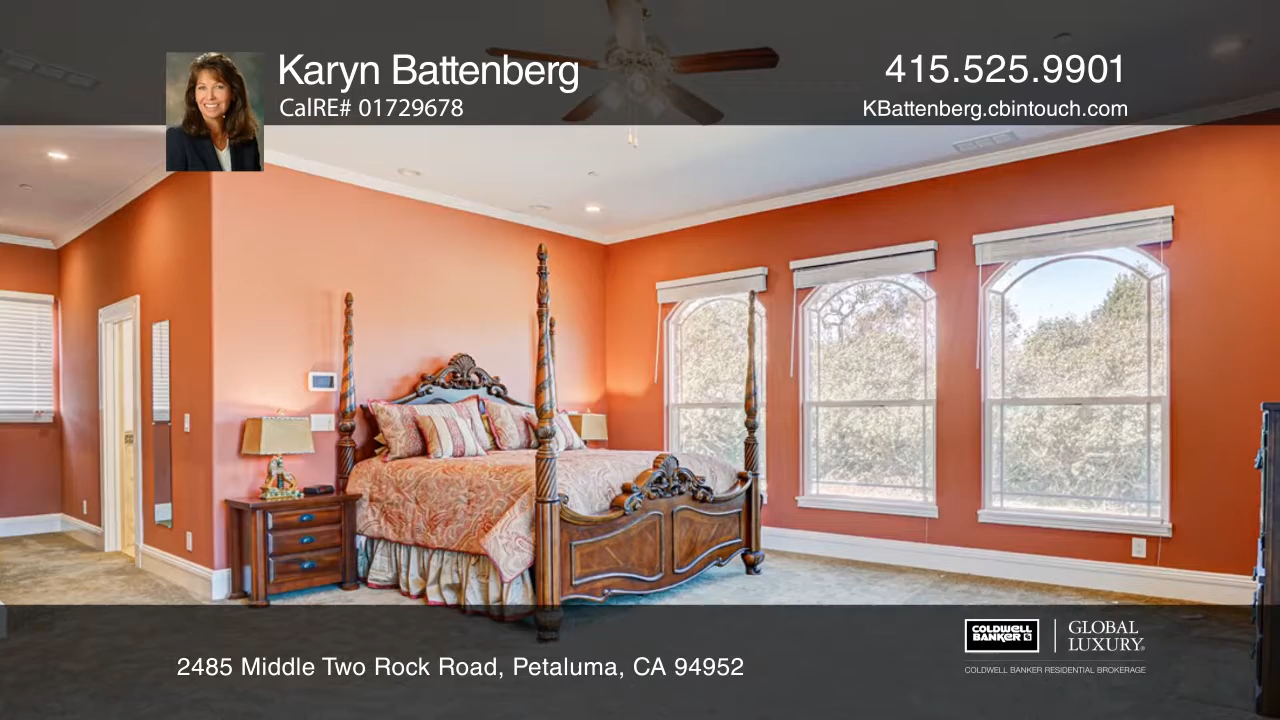 Karyn Battenberg
CalRE# 01729678
415.525.9901
KBattenberg.cbintouch.com
2485 Middle Two Rock Road, Petaluma, CA 94952
COLDWELL BANKER
GLOBAL LUXURY®
COLDWELL BANKER RESIDENTIAL BROKERAGE